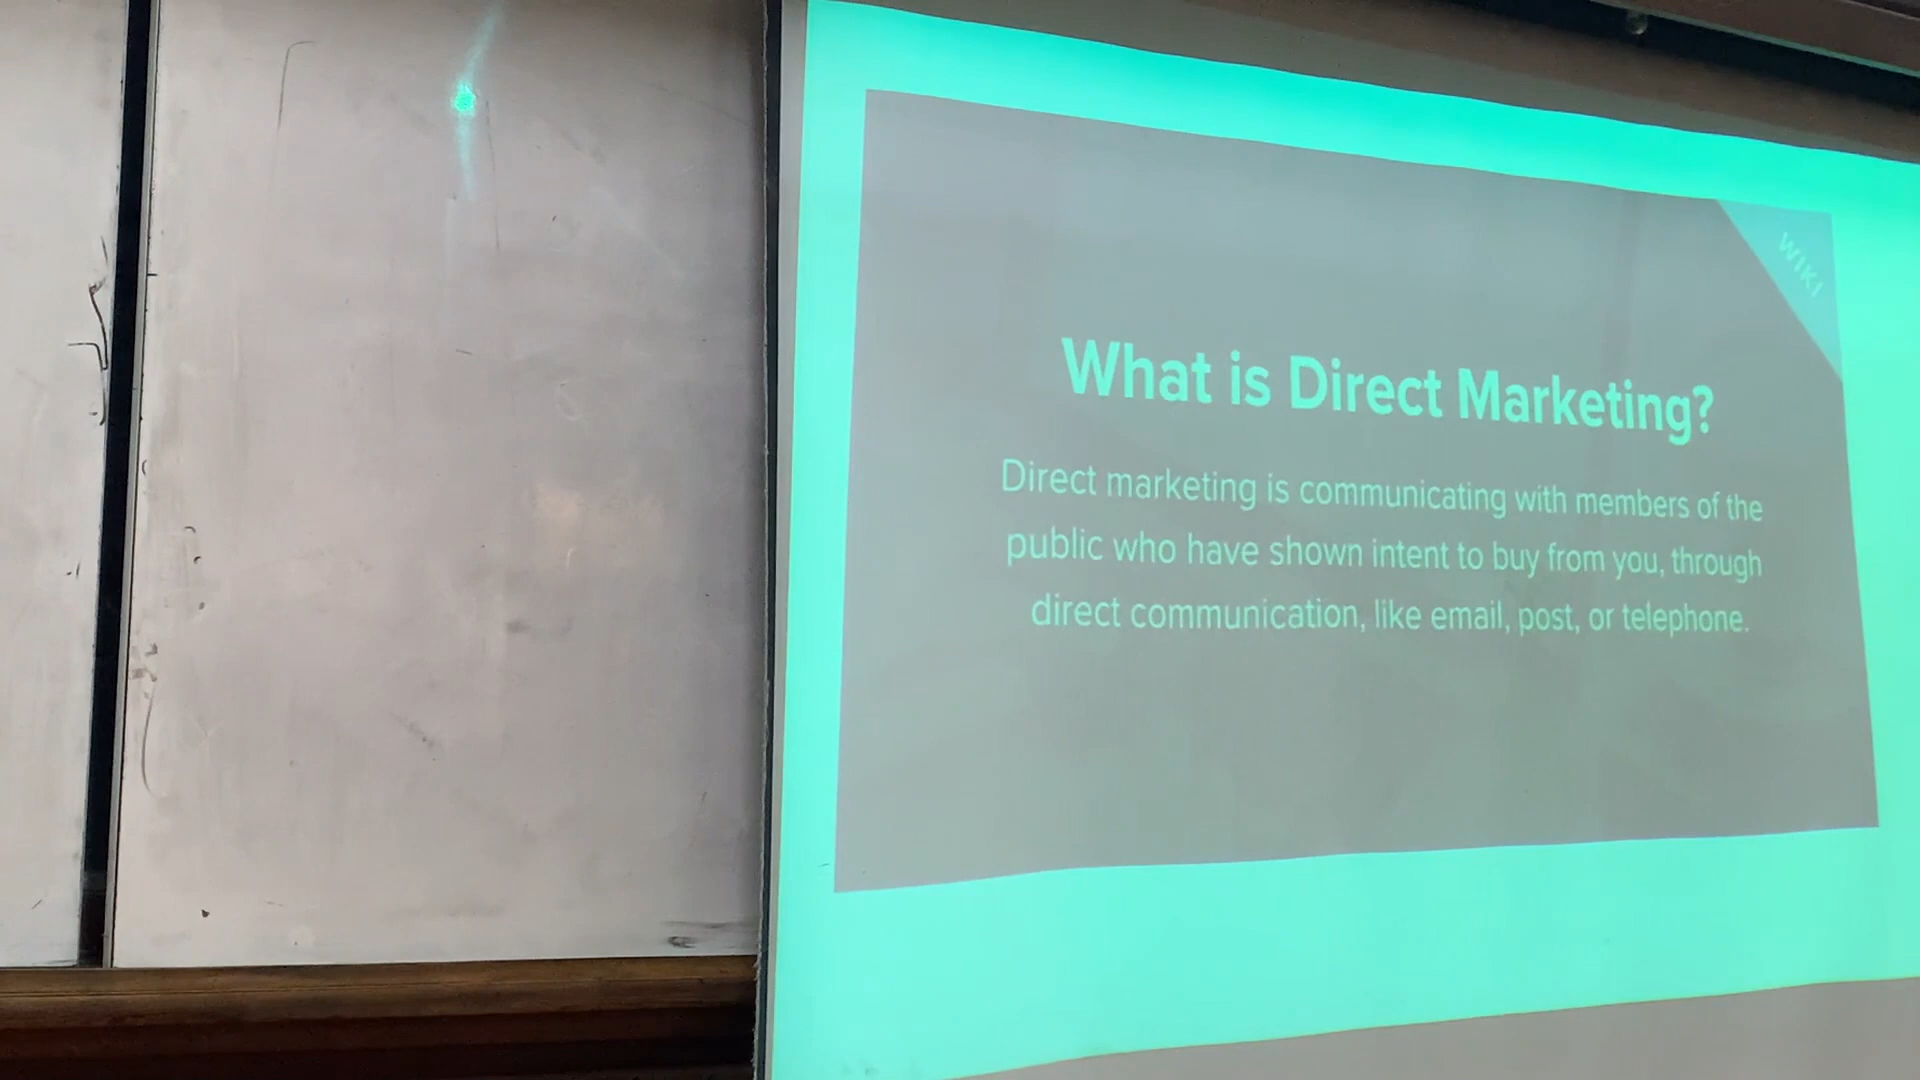 WIKI
What is Direct Marketing?
Direct marketing is communicating with members of the
public who have shown intent to buy from you, through
direct communication, like email, post, or telephone.